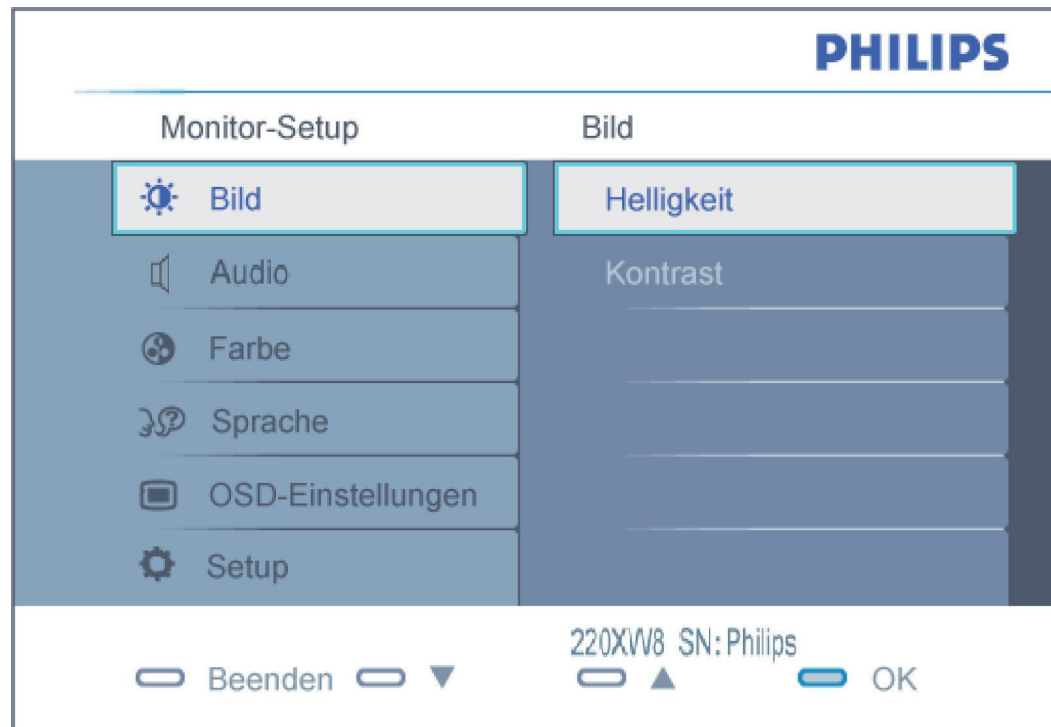 PHILIPS
Monitor-Setup
Bild
Bild
Helligkeit
Audio
Kontrast
Farbe
Sprache
OSD-Einstellungen
Setup
220XW8 SN: Philips
Beenden ▼ ▲ OK